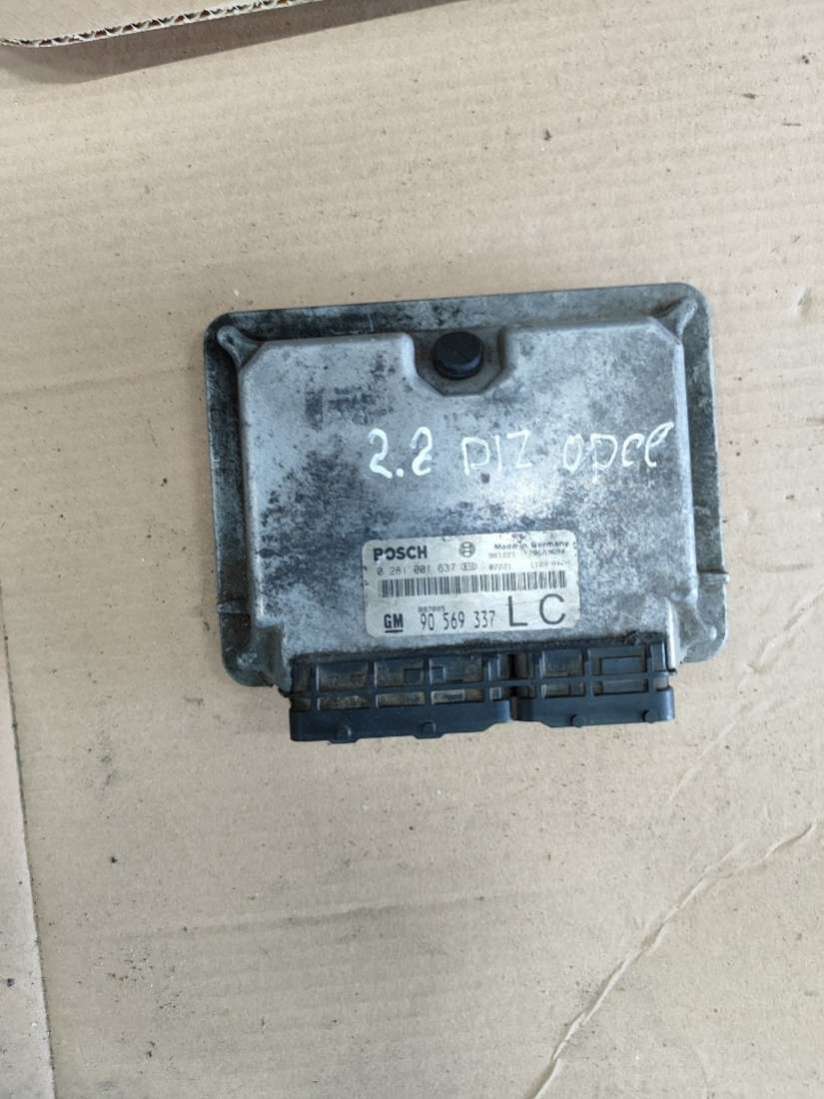 2.2 DIZ opel
BOSCH Made in Germany
0 281 001 637
GM 90 569 337 LC